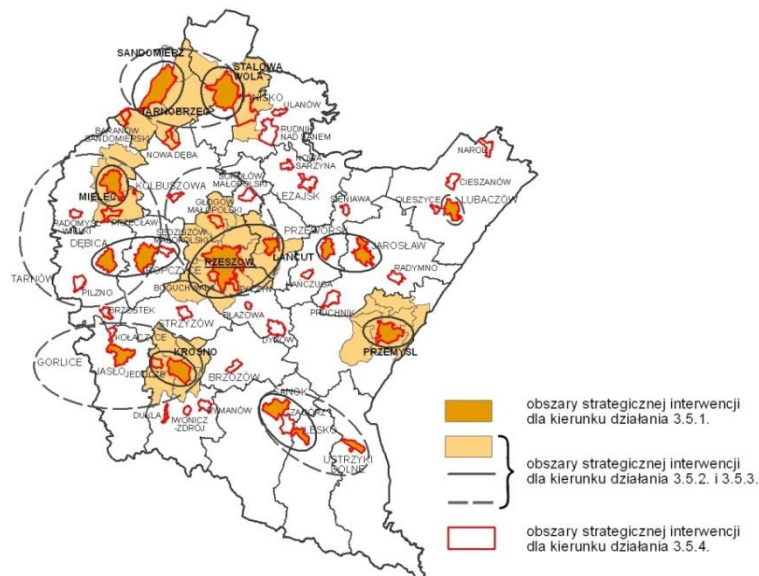 SANDOMIERZ
STALOWA
WOLA
NISKO
ULANÓW
TARNOBRZEG
BARANÓW
SANDOMIERSKI
RUDNIK
NAD SANEM
NOWA DĘBA
NOWA
SARZYNA
NAROL
CIESZANÓW
SOKOŁÓW
MAŁOPOLSKI
LEŻAJSK
SIENIAWA
OLESZYCE
LUBACZÓW
MIELEC
KOLBUSZOWA
GŁOGÓW
MAŁOPOLSKI
RADOMYŚL
WIELKI
PRZECŁAW
SĘDZISZÓW
MAŁOPOLSKI
PRZEWORSK
JAROSŁAW
DĘBICA
ROPCZYCE
RZESZÓW
ŁAŃCUT
RADYMNO
TARNÓW
PILZNO
BOGUCHWAŁA
TYCZYN
KAŃCZUGA
PRUCHNIK
BRZOSTEK
STRZYŻÓW
BŁAŻOWA
DYNÓW
KOŁACZYCE
PRZEMYŚL
GORLICE
JASŁO
JEDLICZE
KROSNO
BRZOZÓW
SANOK
ZAGÓRZ
DUKLA
IWONICZ
-ZDRÓJ
RYMANÓW
LESKO
USTRZYKI
DOLNE
obszary strategicznej interwencji
dla kierunku działania 3.5.1.
obszary strategicznej interwencji
dla kierunku działania 3.5.2. i 3.5.3.
obszary strategicznej interwencji
dla kierunku działania 3.5.4.